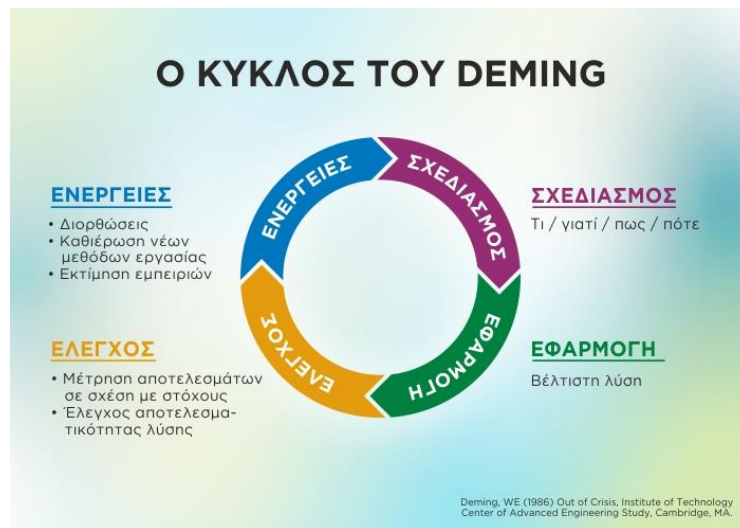 Ο ΚΥΚΛΟΣ ΤΟΥ DEMING
ΕΝΕΡΓΕΙΕΣ
ΣΧΕΔΙΑΣΜΟΣ
ΕΦΑΡΜΟΓΗ
ΕΛΕΓΧΟΣ
ΕΝΕΡΓΕΙΕΣ
• Διορθώσεις
• Καθιέρωση νέων
μεθόδων εργασίας
• Εκτίμηση εμπειριών
ΣΧΕΔΙΑΣΜΟΣ
Τι / γιατί / πως / πότε
ΕΛΕΓΧΟΣ
• Μέτρηση αποτελεσμάτων
σε σχέση με στόχους
• Έλεγχος αποτελεσμα-
τικότητας λύσης
ΕΦΑΡΜΟΓΗ
Βέλτιστη λύση
Deming, WE (1986) Out of Crisis, Institute of Technology
Center of Advanced Engineering Study, Cambridge, MA.